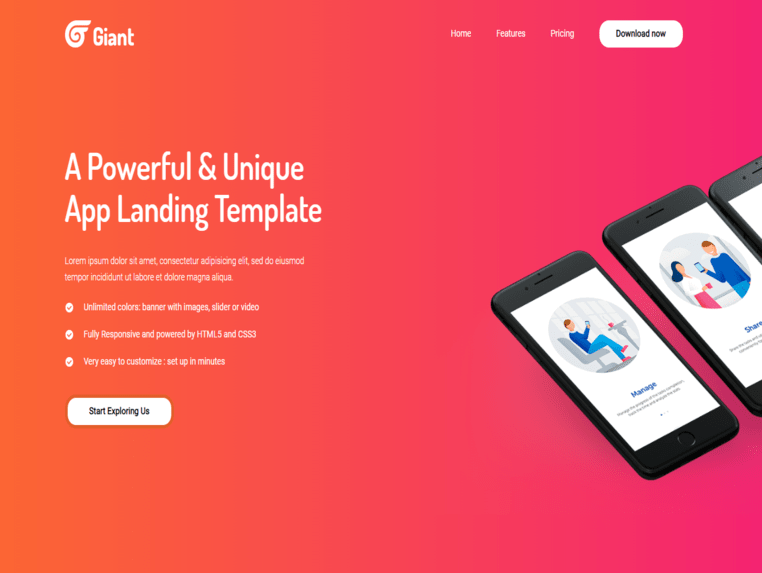 Giant
Home
Features
Pricing
Download now
A Powerful & Unique
App Landing Template
Lorem ipsum dolor sit amet, consectetur adipisicing elit, sed do eiusmod
tempor incididunt ut labore et dolore magna aliqua.
Unlimited colors: banner with images, slider or video
Fully Responsive and powered by HTML5 and CSS3
Very easy to customize : set up in minutes
Start Exploring Us
Manage
Share